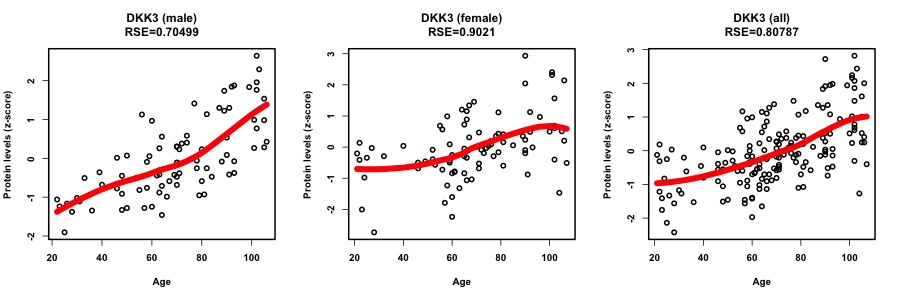 DKK3 (male)
RSE=0.70499
Protein levels (z-score)
2
1
0
-1
-2
20 40 60 80 100
Age
DKK3 (female)
RSE=0.9021
Protein levels (z-score)
3
2
1
0
-1
-2
20 40 60 80 100
Age
DKK3 (all)
RSE=0.80787
Protein levels (z-score)
3
2
1
0
-1
-2
20 40 60 80 100
Age